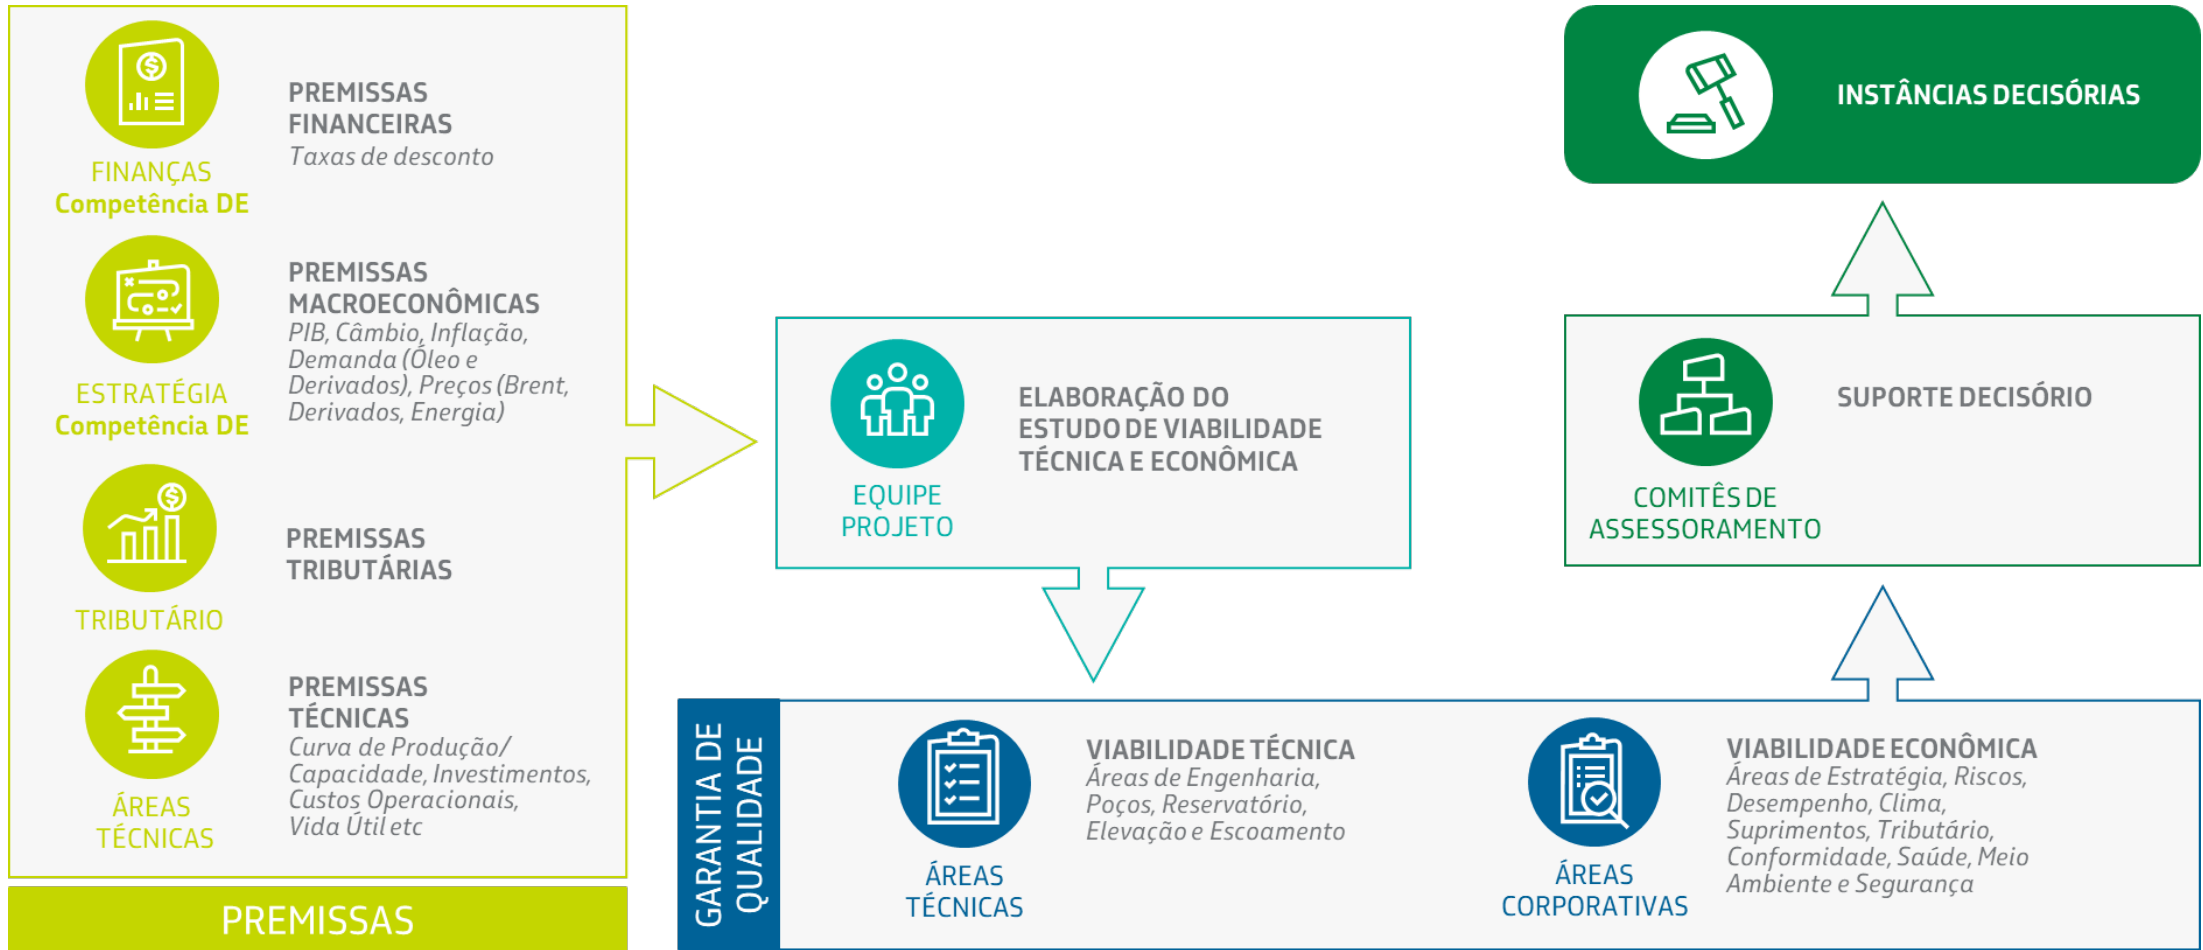 PREMISSAS
FINANCEIRAS
Taxas de desconto
FINANÇAS
Competência DE
PREMISSAS
MACROECONÔMICAS
PIB, Câmbio, Inflação,
Demanda (Óleo e
Derivados), Preços (Brent,
Derivados, Energia)
ESTRATÉGIA
Competência DE
PREMISSAS
TRIBUTÁRIAS
TRIBUTÁRIO
PREMISSAS
TÉCNICAS
Curva de Produção/
Capacidade, Investimentos,
Custos Operacionais,
Vida Útil etc
ÁREAS
TÉCNICAS
PREMISSAS
ELABORAÇÃO DO
ESTUDO DE VIABILIDADE
TÉCNICA E ECONÔMICA
EQUIPE
PROJETO
GARANTIA DE
QUALIDADE
VIABILIDADE TÉCNICA
Áreas de Engenharia,
Poços, Reservatório,
Elevação e Escoamento
ÁREAS
TÉCNICAS
VIABILIDADE ECONÔMICA
Áreas de Estratégia, Riscos,
Desempenho, Clima,
Suprimentos, Tributário,
Conformidade, Saúde, Meio
Ambiente e Segurança
ÁREAS
CORPORATIVAS
SUPORTE DECISÓRIO
COMITÊS DE
ASSESSORAMENTO
INSTÂNCIAS DECISÓRIAS